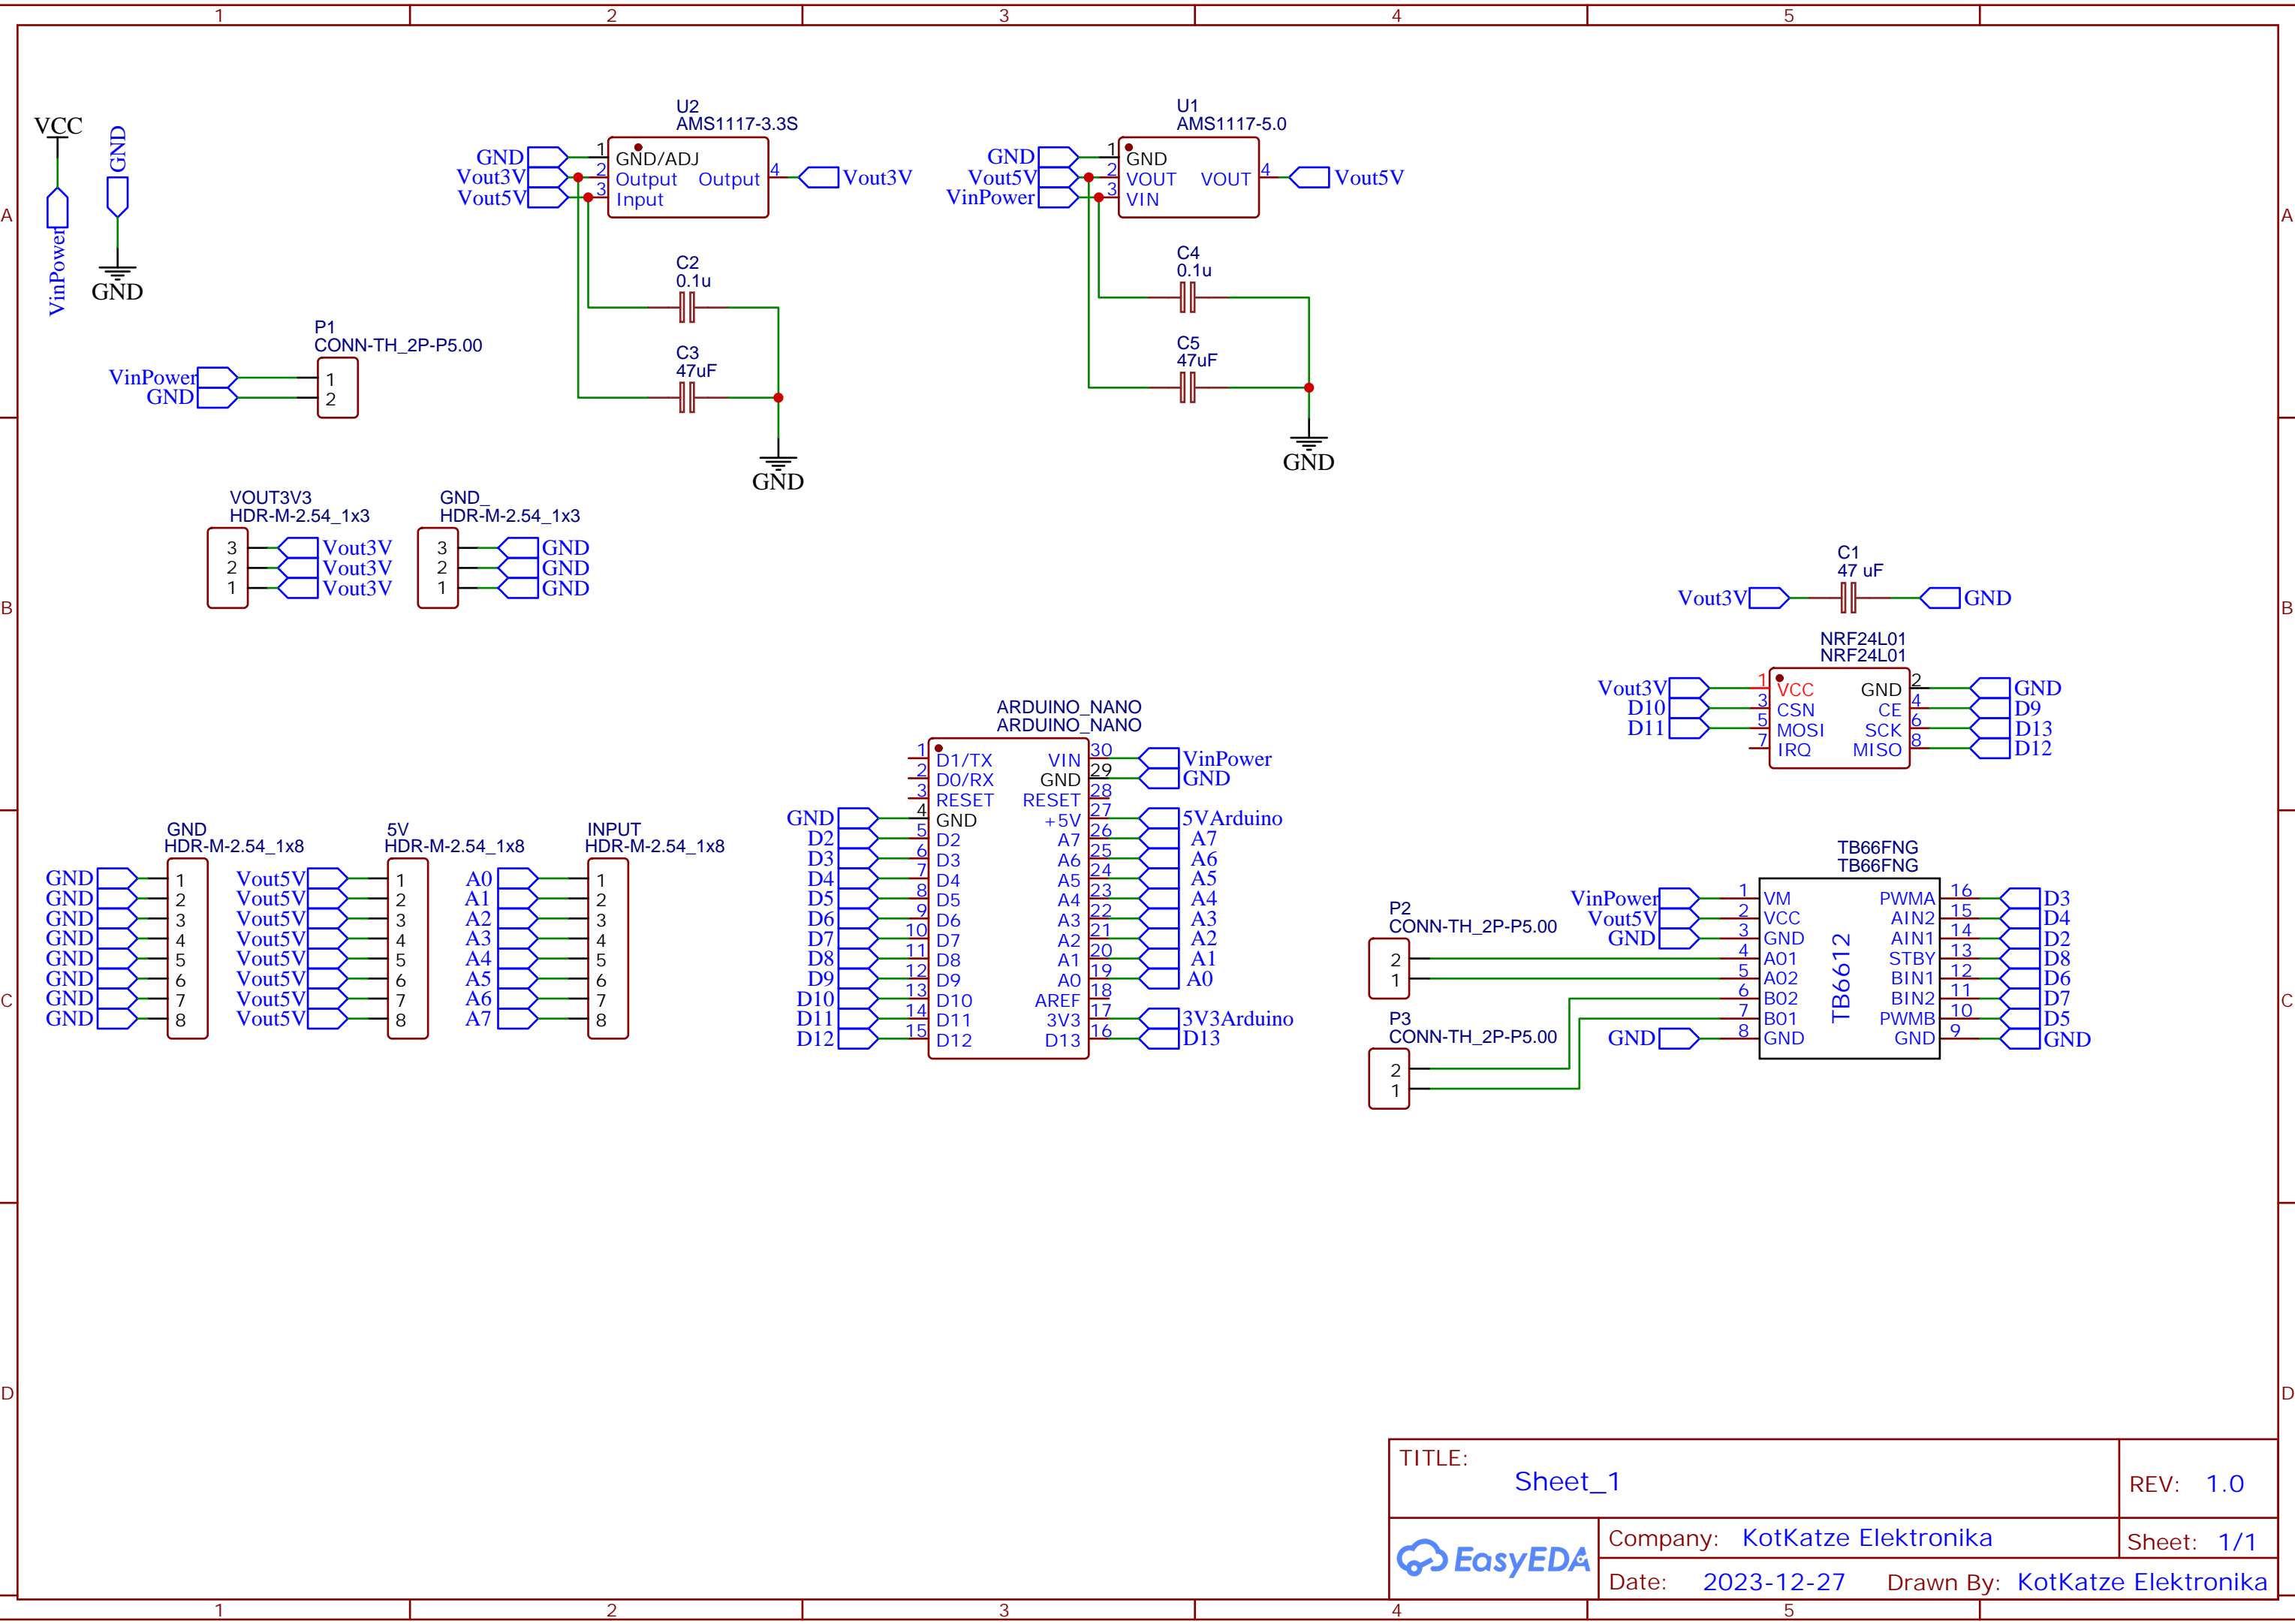 1 2 3 4 5
A A
B B
C C
D D
VCC
VinPower
GND
GND
P1
CONN-TH_2P-P5.00
VinPower 1
GND 2
U2
AMS1117-3.3S
GND 1 GND/ADJ
Vout3V 2 Output Output 4 Vout3V
Vout5V 3 Input
C2
0.1u
C3
47uF
GND
U1
AMS1117-5.0
GND 1 GND
Vout5V 2 VOUT VOUT 4 Vout5V
VinPower 3 VIN
C4
0.1u
C5
47uF
GND
VOUT3V3
HDR-M-2.54_1x3
3 Vout3V
2 Vout3V
1 Vout3V
GND_
HDR-M-2.54_1x3
3 GND
2 GND
1 GND
C1
47 uF
Vout3V GND
NRF24L01
NRF24L01
Vout3V 1 VCC GND 2 GND
D10 3 CSN CE 4 D9
D11 5 MOSI SCK 6 D13
7 IRQ MISO 8 D12
ARDUINO_NANO
ARDUINO_NANO
1 D1/TX VIN 30 VinPower
2 D0/RX GND 29 GND
3 RESET RESET 28
GND 4 GND +5V 27 5VArduino
D2 5 D2 A7 26 A7
D3 6 D3 A6 25 A6
D4 7 D4 A5 24 A5
D5 8 D5 A4 23 A4
D6 9 D6 A3 22 A3
D7 10 D7 A2 21 A2
D8 11 D8 A1 20 A1
D9 12 D9 A0 19 A0
D10 13 D10 AREF 18
D11 14 D11 3V3 17 3V3Arduino
D12 15 D12 D13 16 D13
GND
HDR-M-2.54_1x8
GND 1
GND 2
GND 3
GND 4
GND 5
GND 6
GND 7
GND 8
5V
HDR-M-2.54_1x8
Vout5V 1
Vout5V 2
Vout5V 3
Vout5V 4
Vout5V 5
Vout5V 6
Vout5V 7
Vout5V 8
INPUT
HDR-M-2.54_1x8
A0 1
A1 2
A2 3
A3 4
A4 5
A5 6
A6 7
A7 8
P2
CONN-TH_2P-P5.00
2
1
P3
CONN-TH_2P-P5.00
2
1
TB66FNG
TB66FNG
TB6612
VinPower 1 VM PWMA 16 D3
Vout5V 2 VCC AIN2 15 D4
GND 3 GND AIN1 14 D2
4 A01 STBY 13 D8
5 A02 BIN1 12 D6
6 B02 BIN2 11 D7
7 B01 PWMB 10 D5
GND 8 GND GND 9 GND
TITLE:
Sheet_1
REV: 1.0
EasyEDA
Company: KotKatze Elektronika
Sheet: 1/1
Date: 2023-12-27 Drawn By: KotKatze Elektronika
1 2 3 4 5